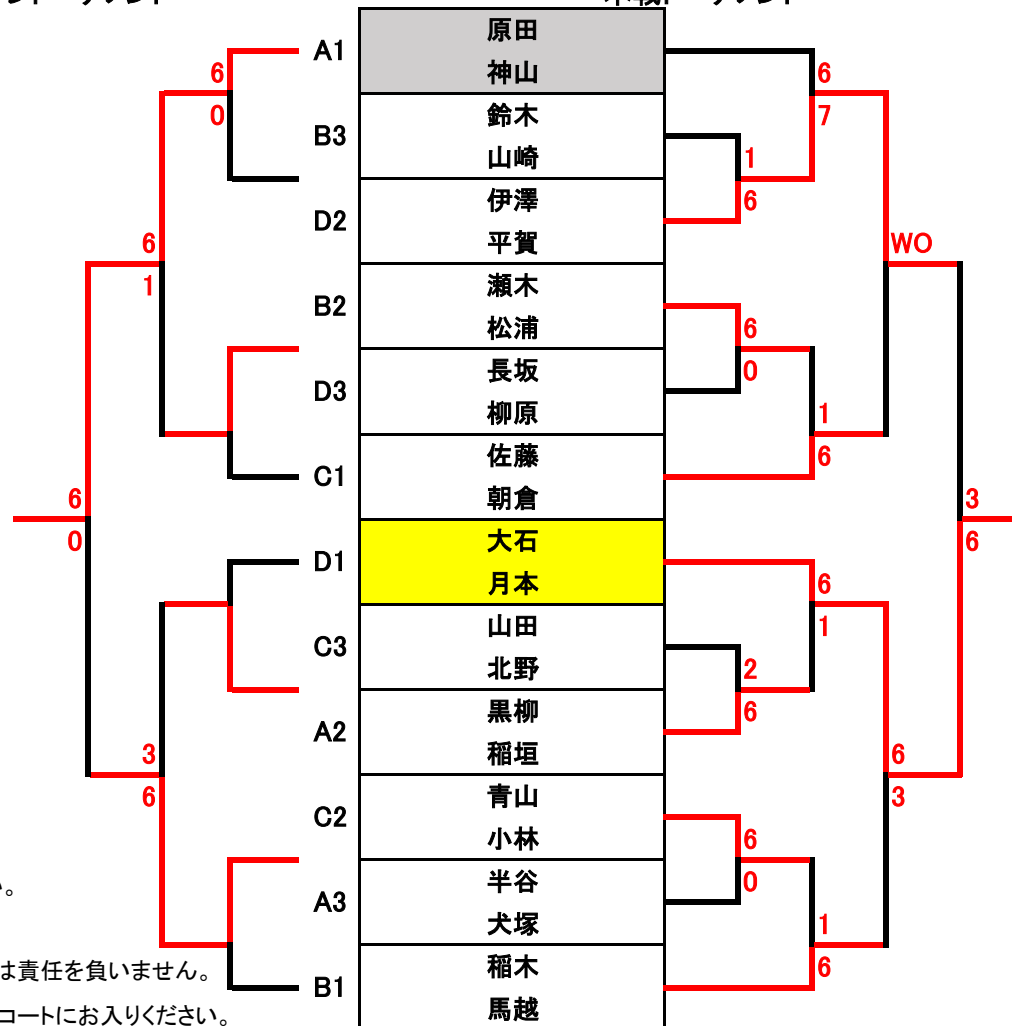 A1
原田
神山
B3
鈴木
山崎
D2
伊澤
平賀
B2
瀬木
松浦
D3
長坂
柳原
C1
佐藤
朝倉
D1
大石
月本
C3
山田
北野
A2
黒柳
稲垣
C2
青山
小林
A3
半谷
犬塚
B1
稲木
馬越
6
0
6
1
6
0
3
6
6
7
1
6
WO
6
0
1
6
3
6
6
1
2
6
6
3
6
0
1
6
い。
は責任を負いません。
コートにお入りください。